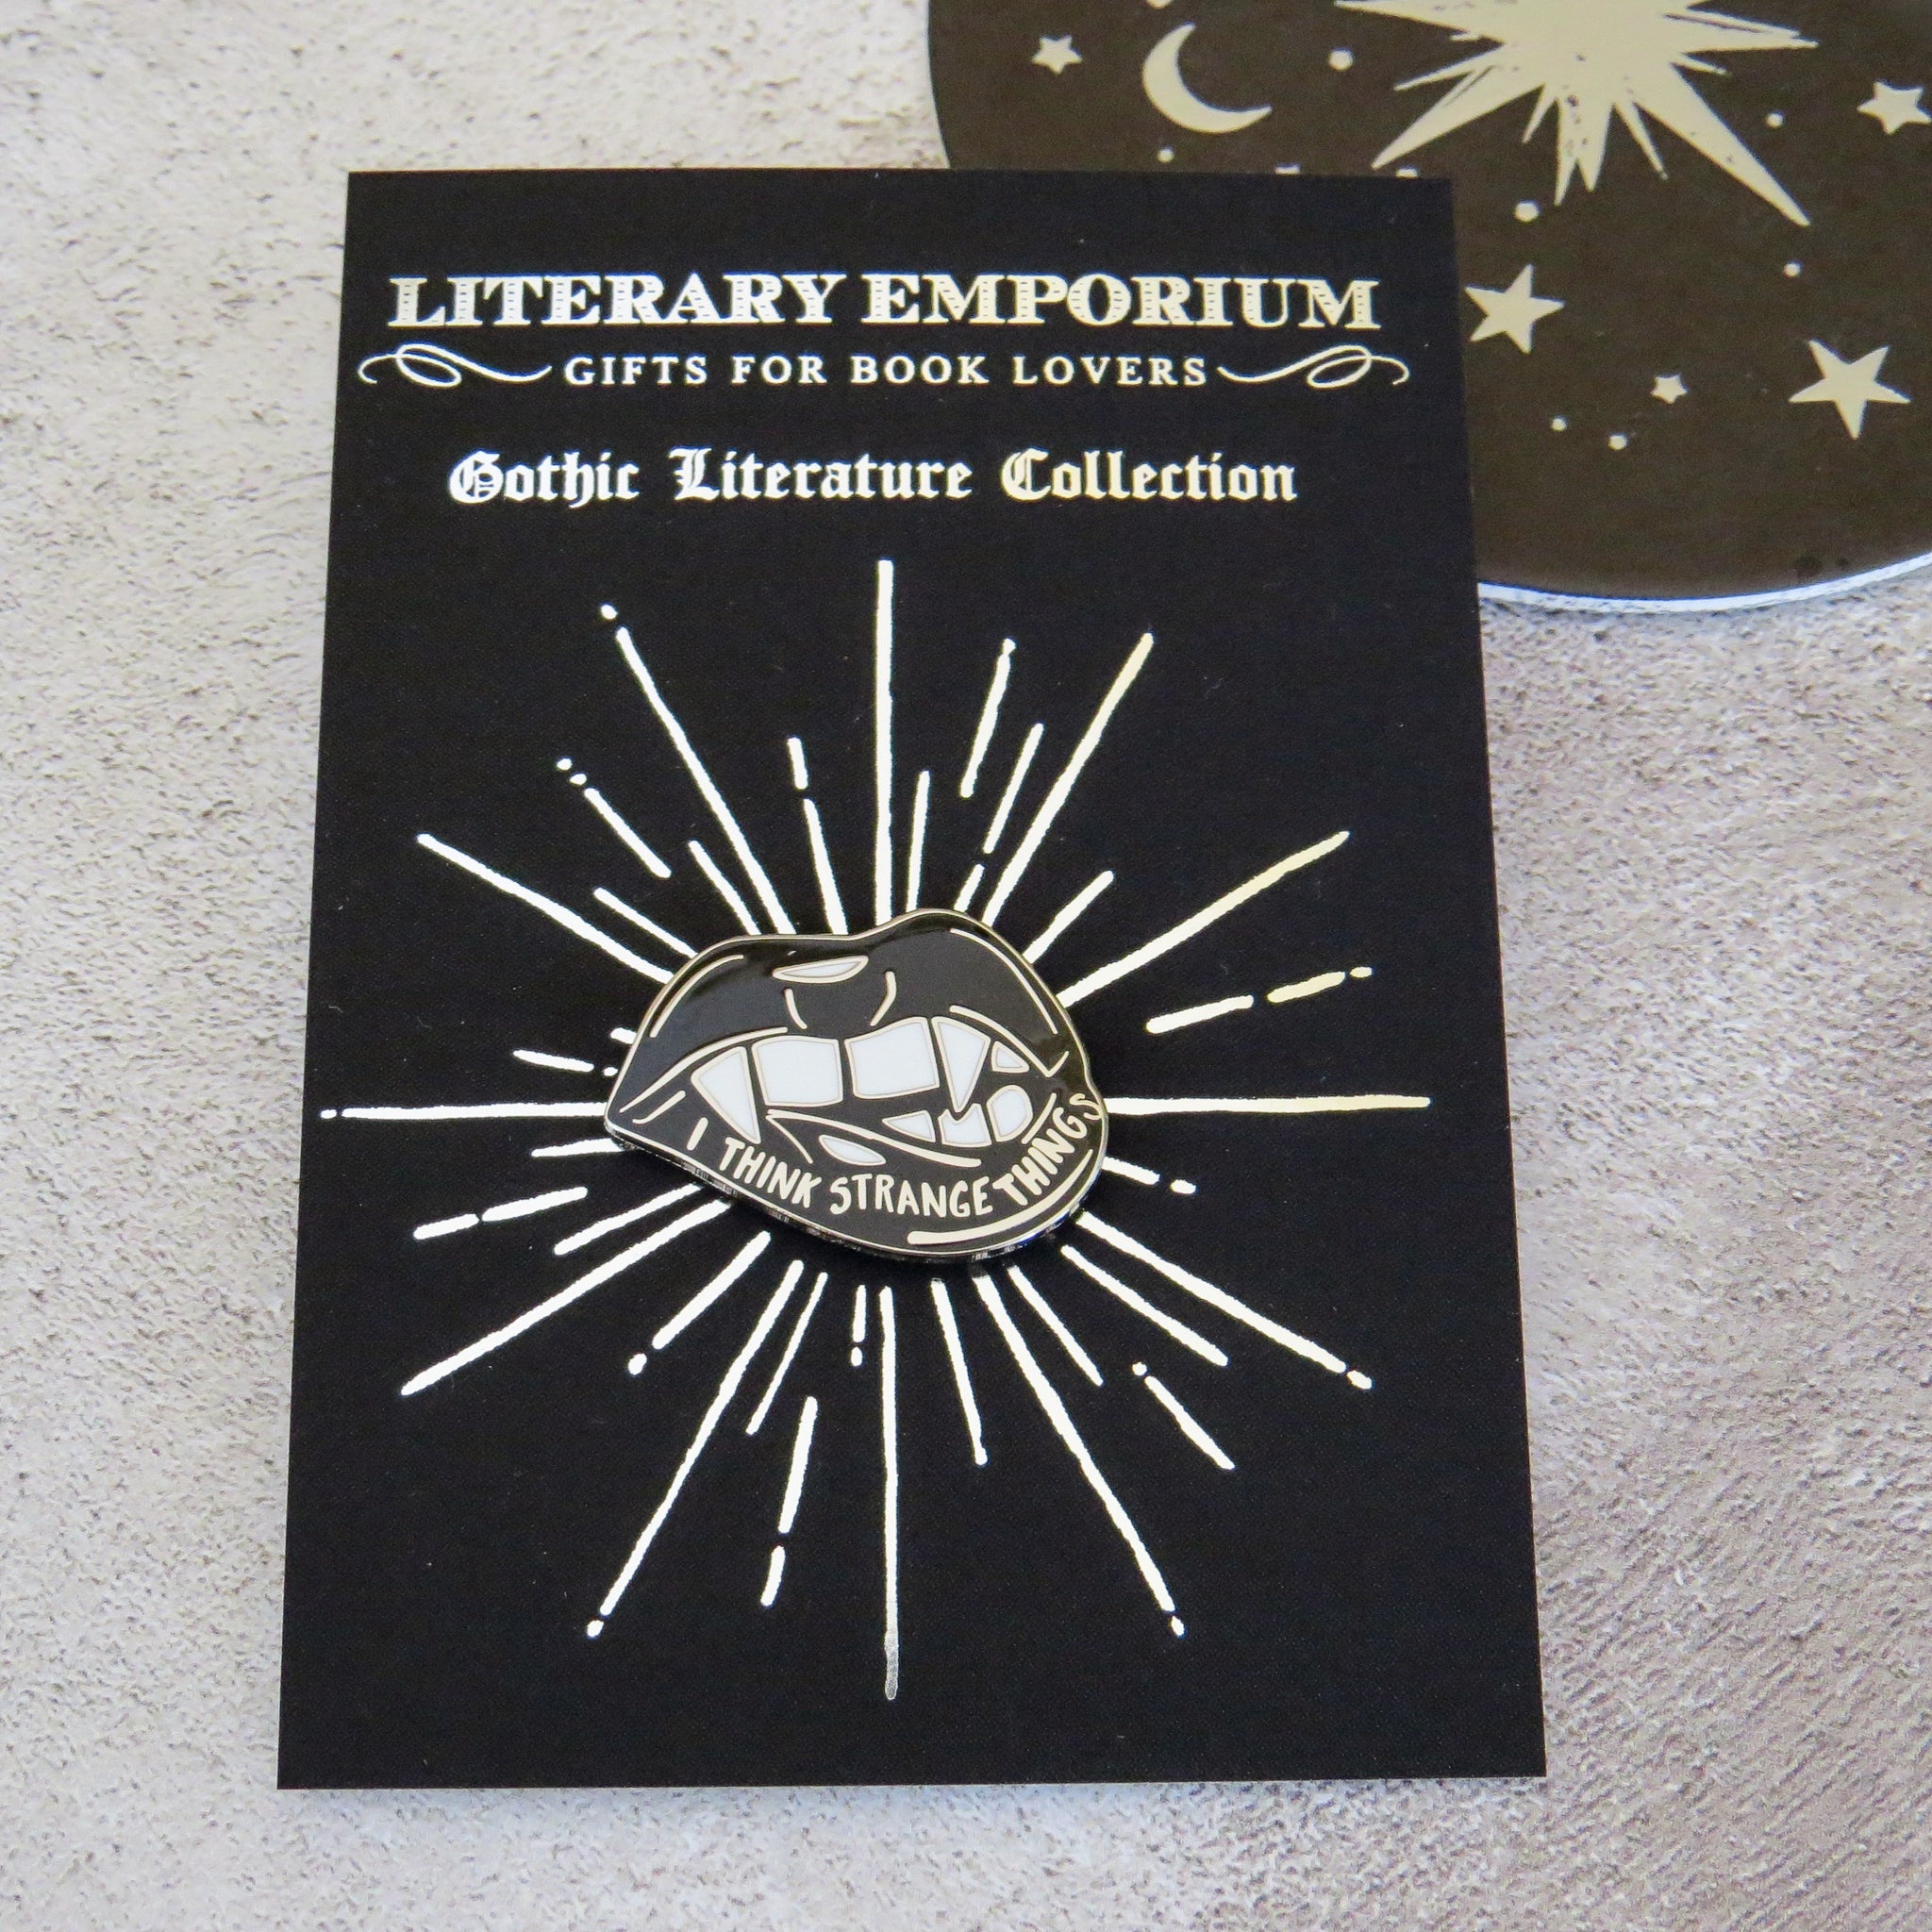 LITERARY EMPORIUM
GIFTS FOR BOOK LOVERS
Gothic Literature Collection
I THINK STRANGE THINGS